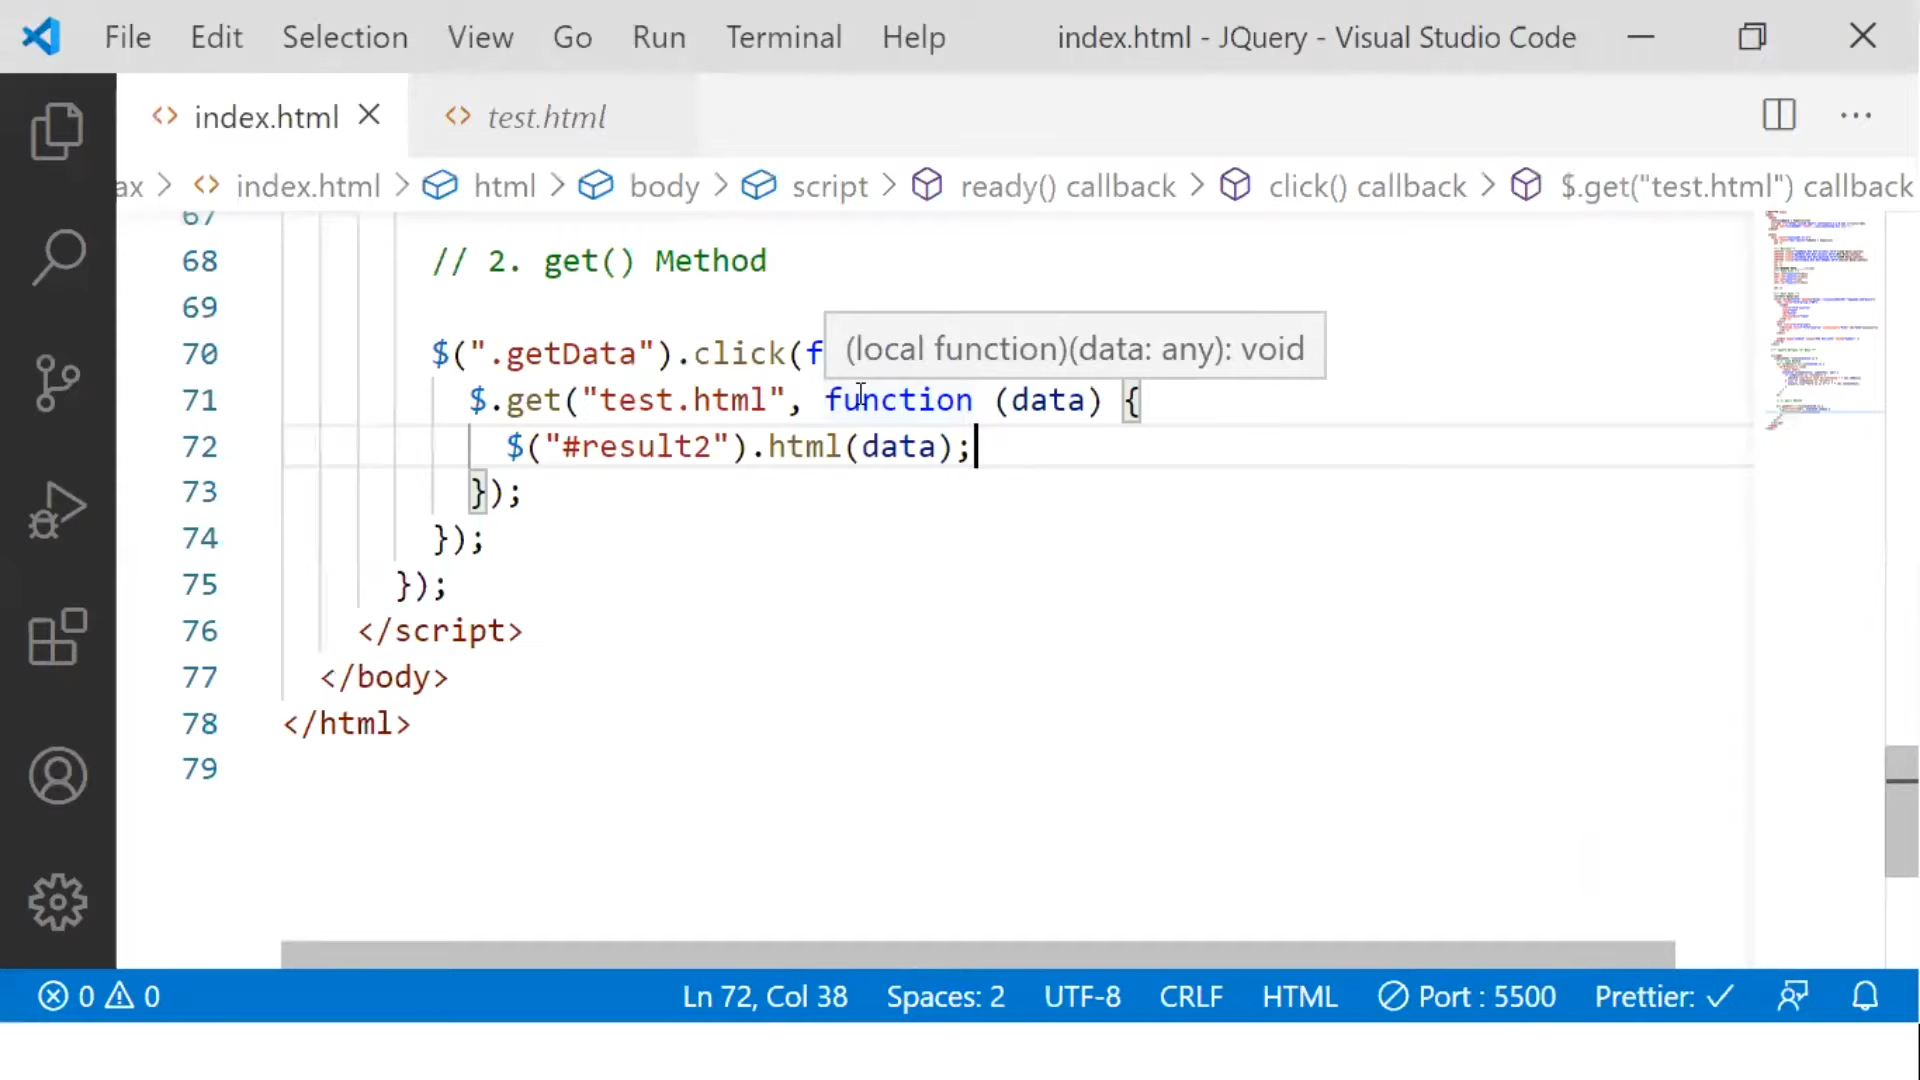 File Edit Selection View Go Run Terminal Help index.html - JQuery - Visual Studio Code
index.html test.html
ax > index.html > html > body > script > ready() callback > click() callback > $.get("test.html") callback
67
68 // 2. get() Method
69
(local function)(data: any): void
70 $(".getData").click(f
71 $.get("test.html", function (data) {
72 $("#result2").html(data);
73 });
74 });
75 });
76 </script>
77 </body>
78 </html>
79
0 0 Ln 72, Col 38 Spaces: 2 UTF-8 CRLF HTML Port : 5500 Prettier: ✓